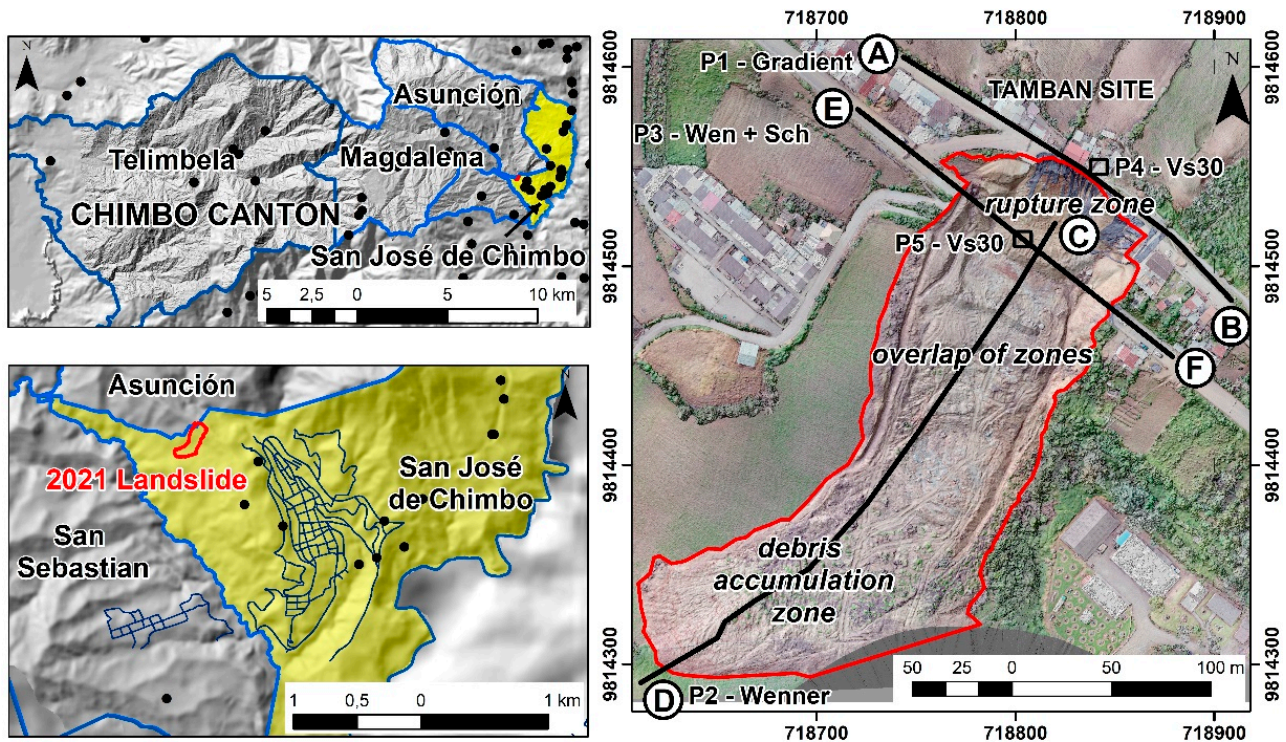 N
Asunción
Telimbela
Magdalena
CHIMBO CANTON
San José de Chimbo
5 2,5 0 5 10 km
N
Asunción
2021 Landslide
San José
de Chimbo
San
Sebastian
1 0,5 0 1 km
718700 718800 718900
9814600 9814600
P1 - Gradient A
TAMBAN SITE
N
E
P3 - Wen + Sch
P4 - Vs30
rupture zone
P5 - Vs30 C
9814500 9814500
B
overlap of zones
F
9814400 9814400
debris
accumulation
zone
9814300 9814300
50 25 0 50 100 m
D P2 - Wenner
718700 718800 718900